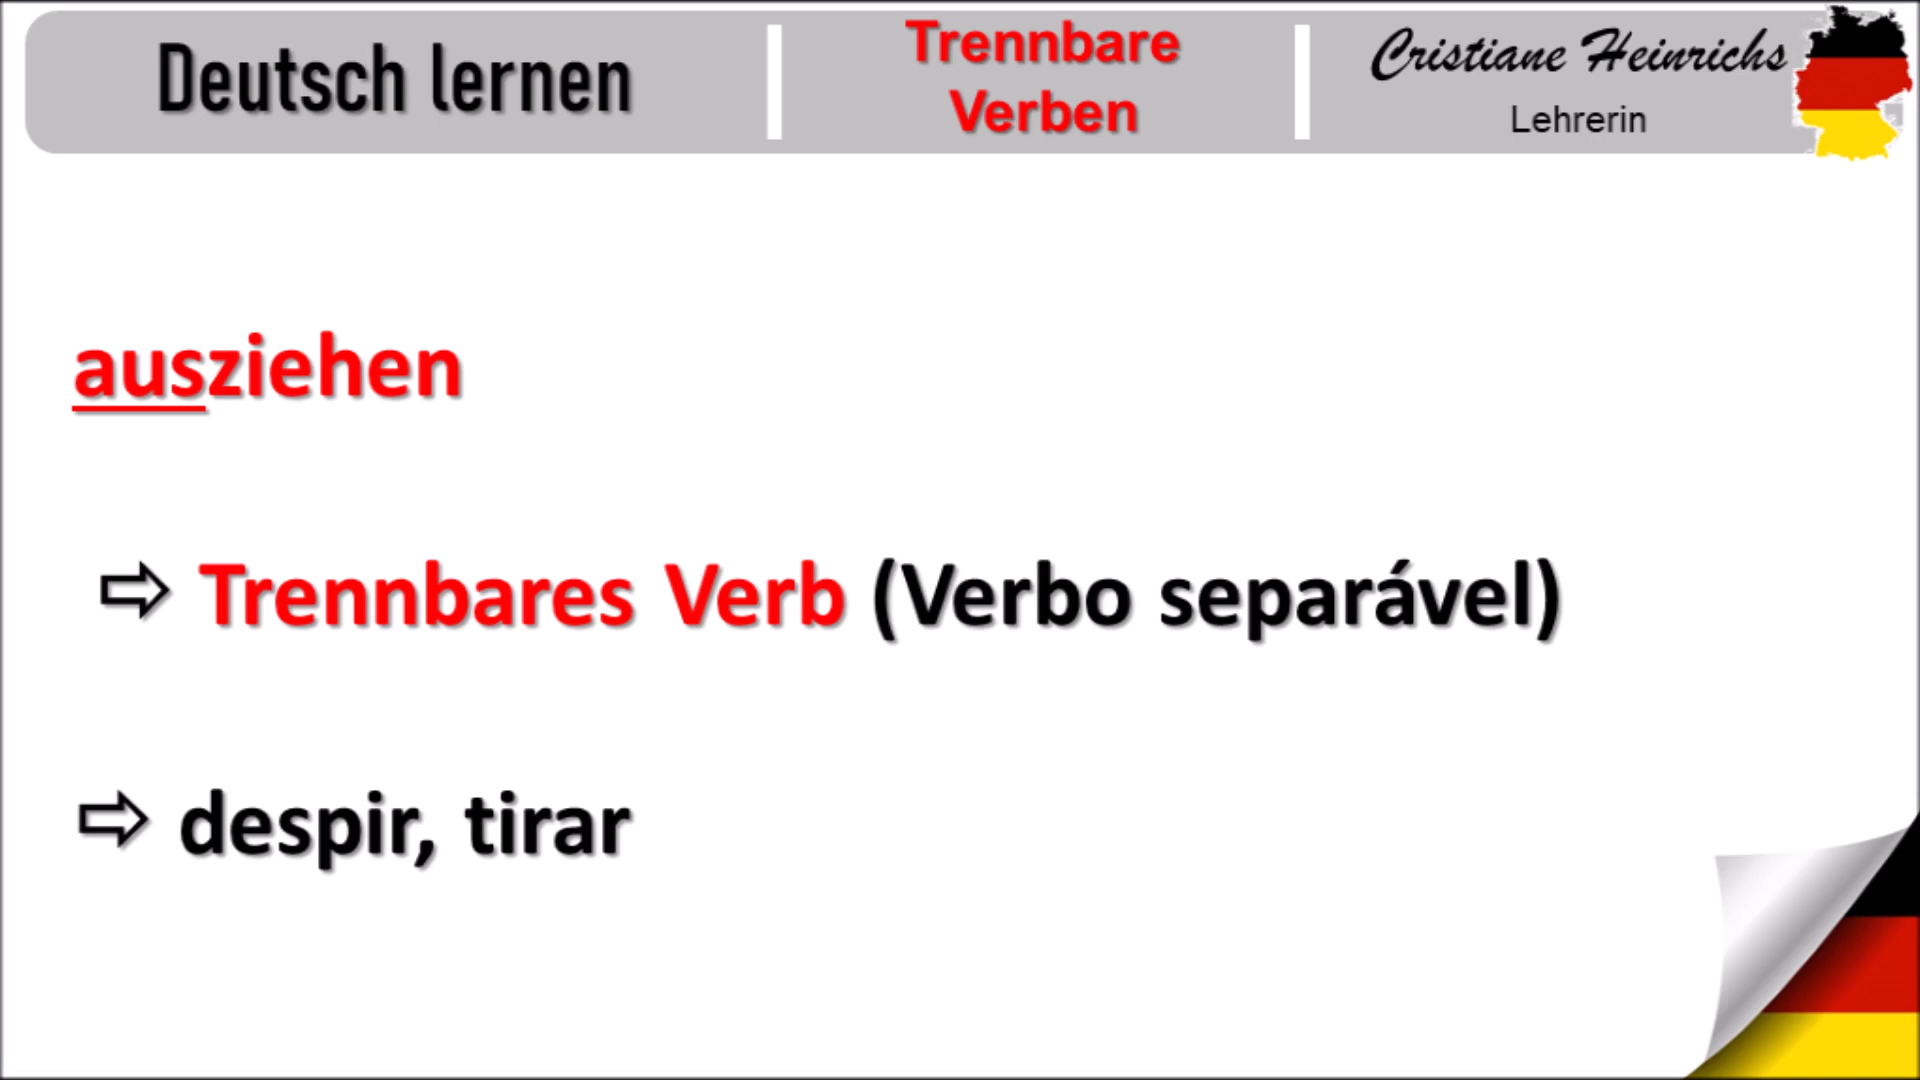 Deutsch lernen
Trennbare
Verben
Cristiane Heinrichs
Lehrerin
ausziehen
⇨ Trennbares Verb (Verbo separável)
⇨ despir, tirar